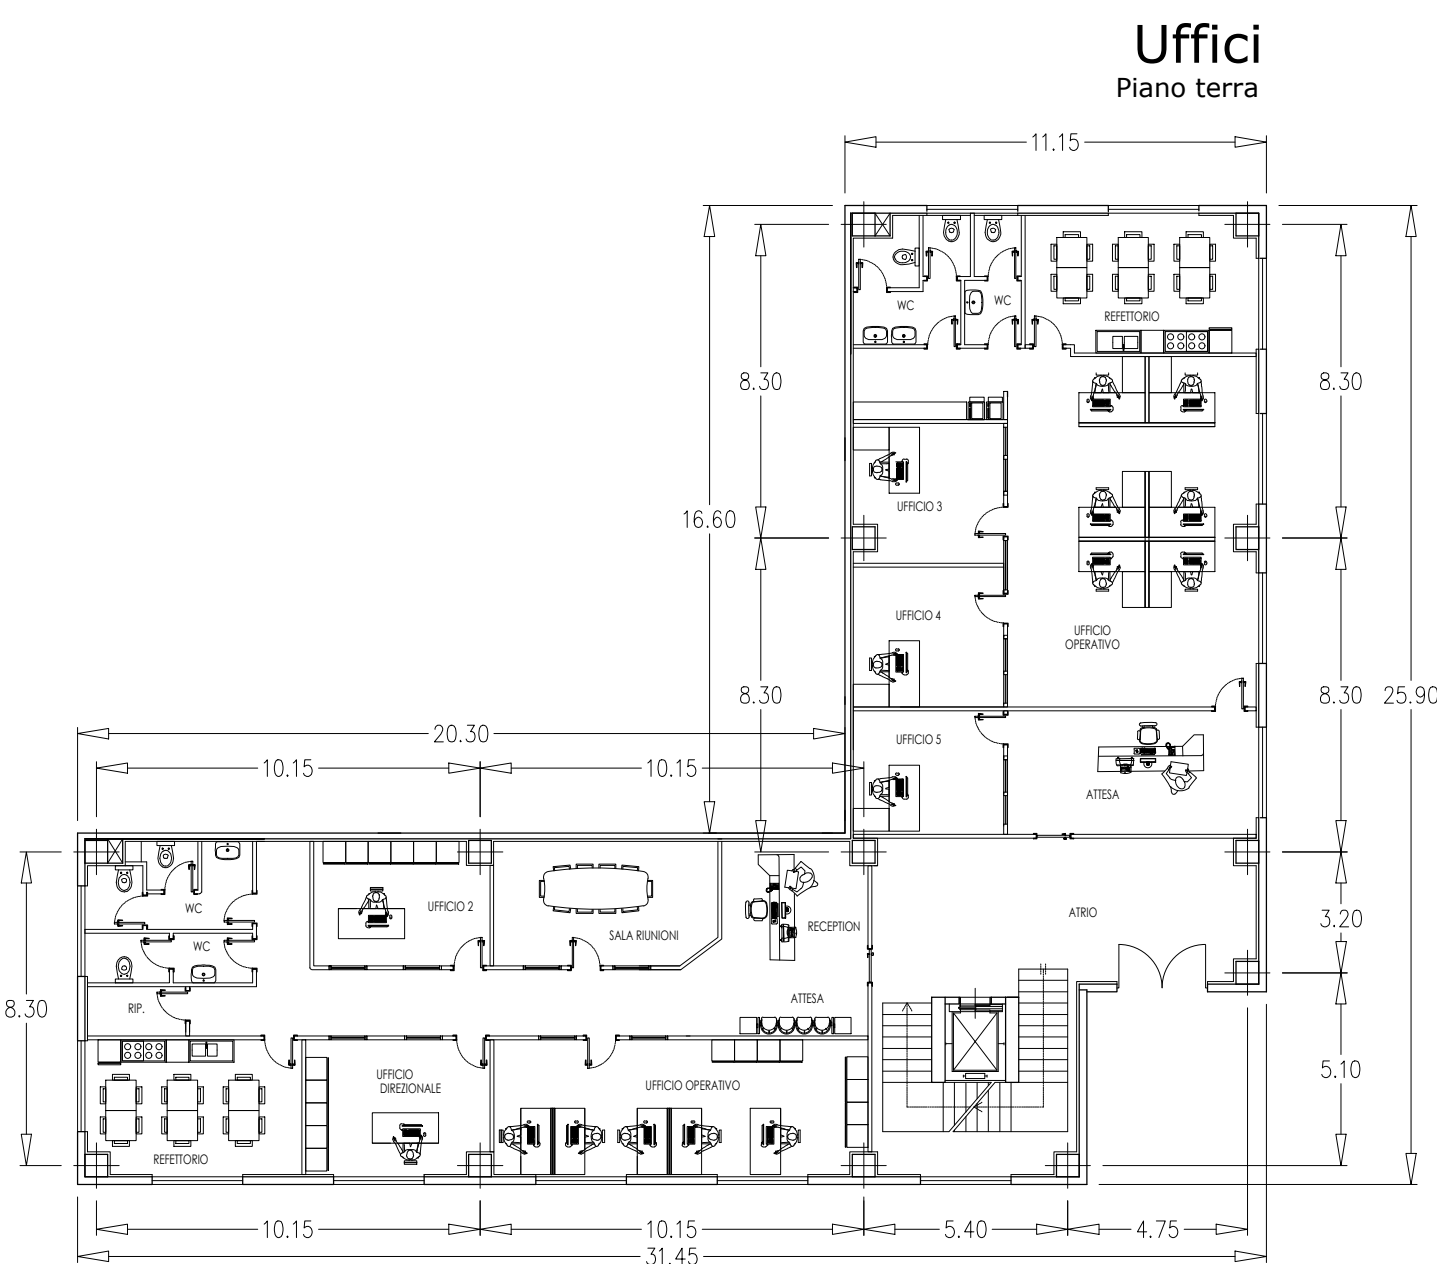 Uffici
Piano terra
11.15
WC
WC
REFETTORIO
8.30
8.30
16.60
UFFICIO 3
UFFICIO 4
UFFICIO
OPERATIVO
8.30
8.30
25.90
20.30
UFFICIO 5
10.15
10.15
ATTESA
UFFICIO 2
WC
ATRIO
3.20
RECEPTION
SALA RIUNIONI
WC
ATTESA
RIP.
8.30
5.10
UFFICIO
DIREZIONALE
UFFICIO OPERATIVO
REFETTORIO
10.15
10.15
5.40
4.75
31.45